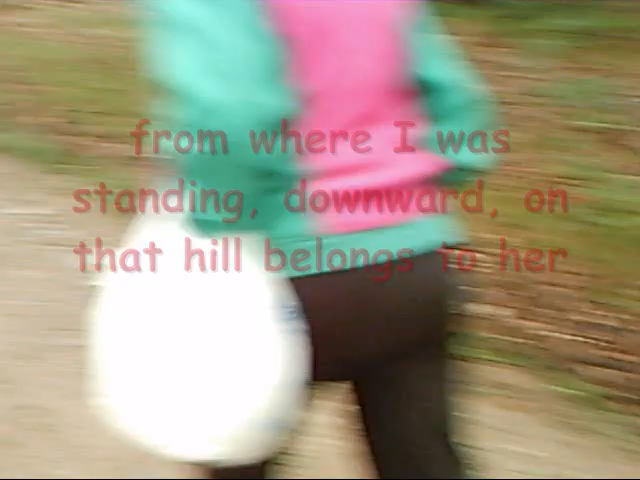 from where I was
standing, downward, on
that hill belongs to her